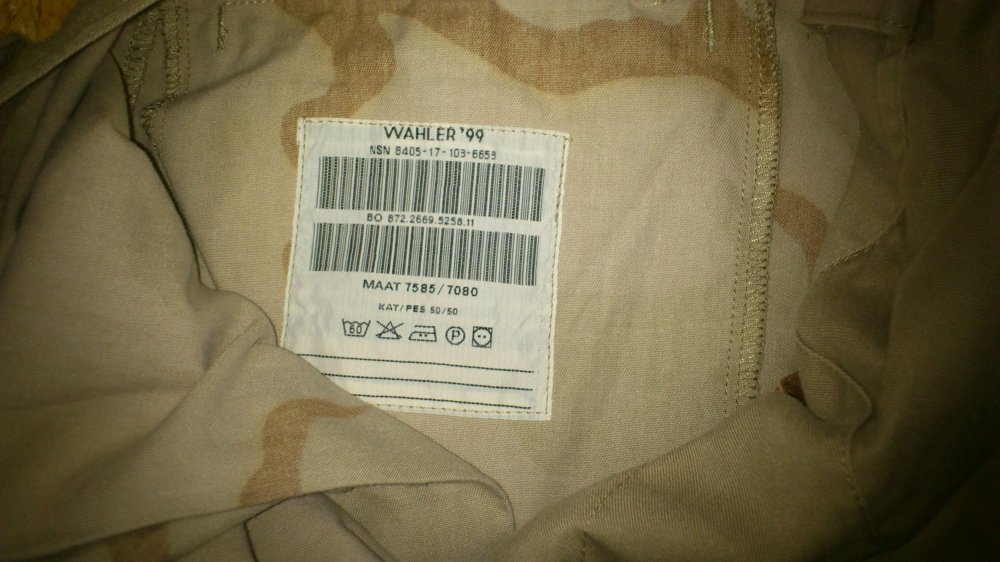 WAHLER '99
NSN 8405-17-103-6653
BO 872.2669.5258.11
MAAT 7585/7080
KAT/PES 50/50
60 P